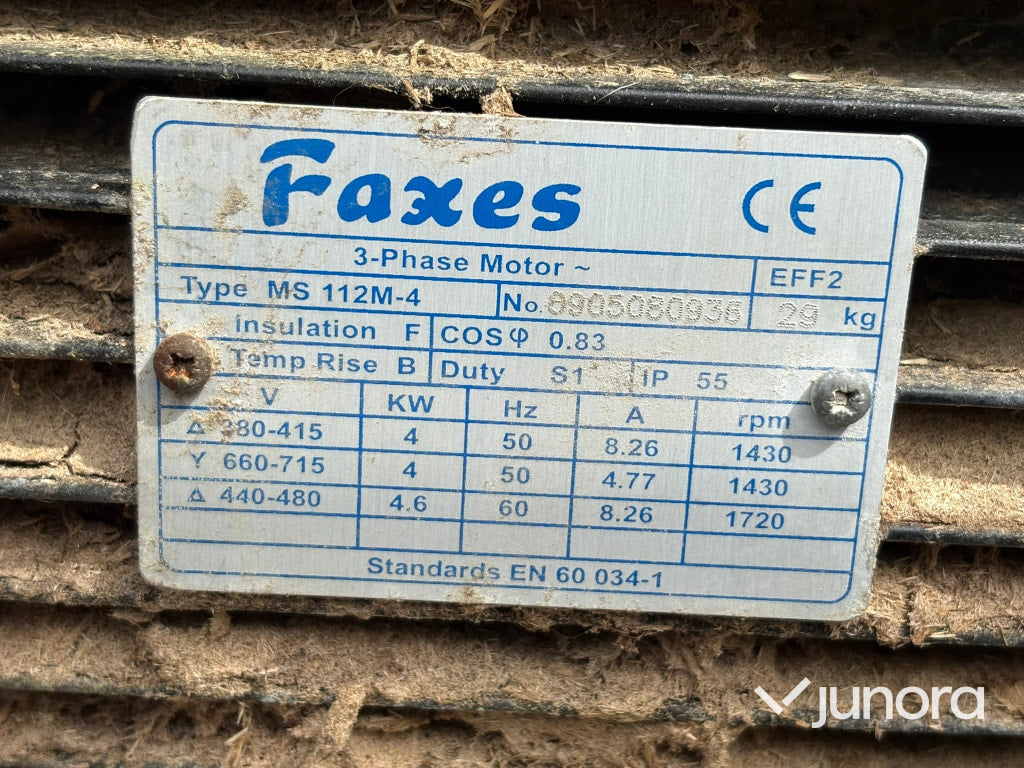 Faxes CE
3-Phase Motor ~ EFF2
Type MS 112M-4 No. 8905080936 29 kg
Insulation F COSφ 0.83
Temp Rise B Duty S1 IP 55
V KW Hz A rpm
Δ 380-415 4 50 8.26 1430
Y 660-715 4 50 4.77 1430
Δ 440-480 4.6 60 8.26 1720
Standards EN 60 034-1
junora